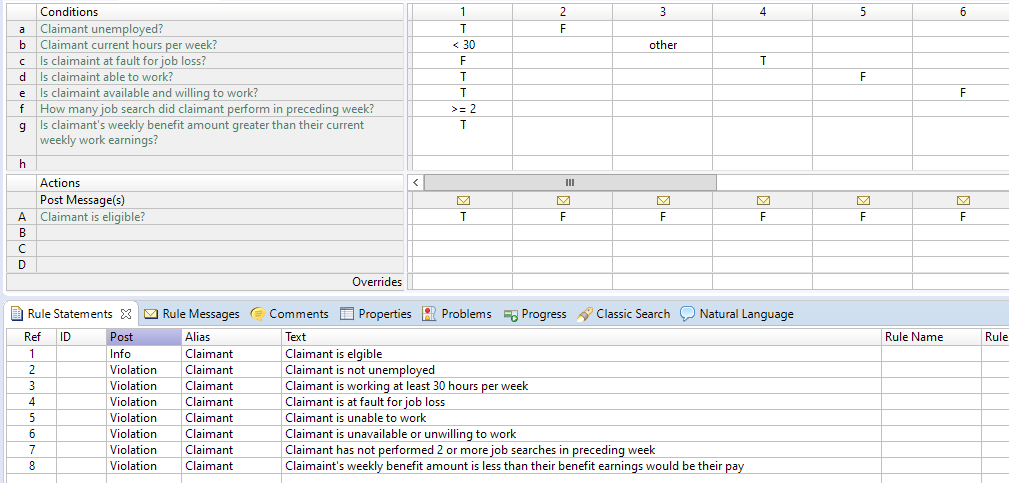 Conditions 1 2 3 4 5 6
a Claimant unemployed? T F
b Claimant current hours per week? < 30 other
c Is claimaint at fault for job loss? F T
d Is claimaint able to work? T F
e Is claimaint available and willing to work? T F
f How many job search did claimant perform in preceding week? >= 2
g Is claimant's weekly benefit amount greater than their current T
weekly work earnings?
h
Actions
Post Message(s)
A Claimant is eligible? T F F F F F
B
C
D
Overrides
Rule Statements Rule Messages Comments Properties Problems Progress Classic Search Natural Language
Ref ID Post Alias Text Rule Name Rule
1 Info Claimant Claimant is elgible
2 Violation Claimant Claimant is not unemployed
3 Violation Claimant Claimant is working at least 30 hours per week
4 Violation Claimant Claimant is at fault for job loss
5 Violation Claimant Claimant is unable to work
6 Violation Claimant Claimant is unavailable or unwilling to work
7 Violation Claimant Claimant has not performed 2 or more job searches in preceding week
8 Violation Claimant Claimaint's weekly benefit amount is less than their benefit earnings would be their pay